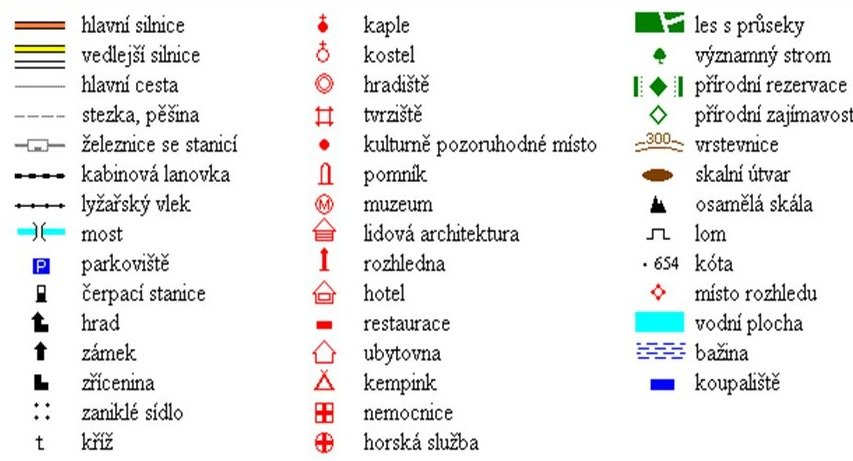 hlavní silnice
vedlejší silnice
hlavní cesta
stezka, pěšina
železnice se stanicí
kabinová lanovka
lyžařský vlek
most
P parkoviště
čerpací stanice
hrad
zámek
zřícenina
zaniklé sídlo
t kříž
kaple
kostel
hradiště
tvrziště
kulturně pozoruhodné místo
pomník
M muzeum
lidová architektura
rozhledna
hotel
restaurace
ubytovna
kempink
nemocnice
horská služba
les s průseky
významný strom
přírodní rezervace
přírodní zajímavost
300 vrstevnice
skalní útvar
osamělá skála
lom
· 654 kóta
místo rozhledu
vodní plocha
bažina
koupaliště